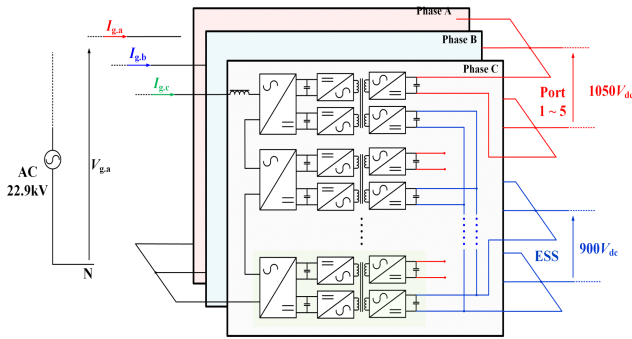 Phase A
I_g.a
Phase B
I_g.b
Phase C
I_g.c
Port
1 ~ 5
1050V_dc
AC
22.9kV
V_g.a
ESS
900V_dc
N